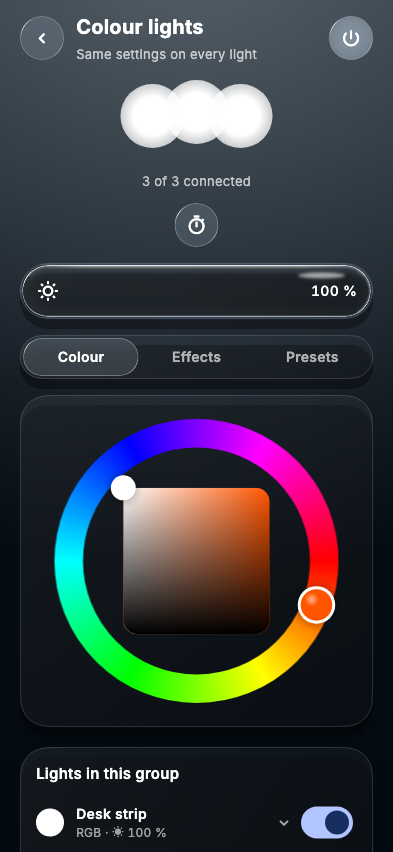 Colour lights
Same settings on every light
3 of 3 connected
100 %
Colour
Effects
Presets
Lights in this group
Desk strip
RGB · ☀ 100 %